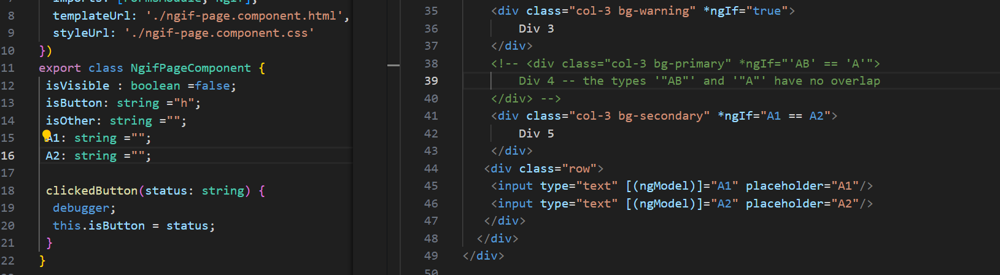 7 imports: [FormsModule, NgIf],
8 templateUrl: './ngif-page.component.html',
9 styleUrl: './ngif-page.component.css'
10 })
11 export class NgifPageComponent {
12 isVisible : boolean =false;
13 isButton: string ="h";
14 isOther: string ="";
15 A1: string ="";
16 A2: string ="";
17
18 clickedButton(status: string) {
19 debugger;
20 this.isButton = status;
21 }
22 }
35 <div class="col-3 bg-warning" *ngIf="true">
36 Div 3
37 </div>
38 <!-- <div class="col-3 bg-primary" *ngIf="'AB' == 'A'">
39 Div 4 -- the types '"AB"' and '"A"' have no overlap
40 </div> -->
41 <div class="col-3 bg-secondary" *ngIf="A1 == A2">
42 Div 5
43 </div>
44 <div class="row">
45 <input type="text" [(ngModel)]="A1" placeholder="A1"/>
46 <input type="text" [(ngModel)]="A2" placeholder="A2"/>
47 </div>
48 </div>
49 </div>
50